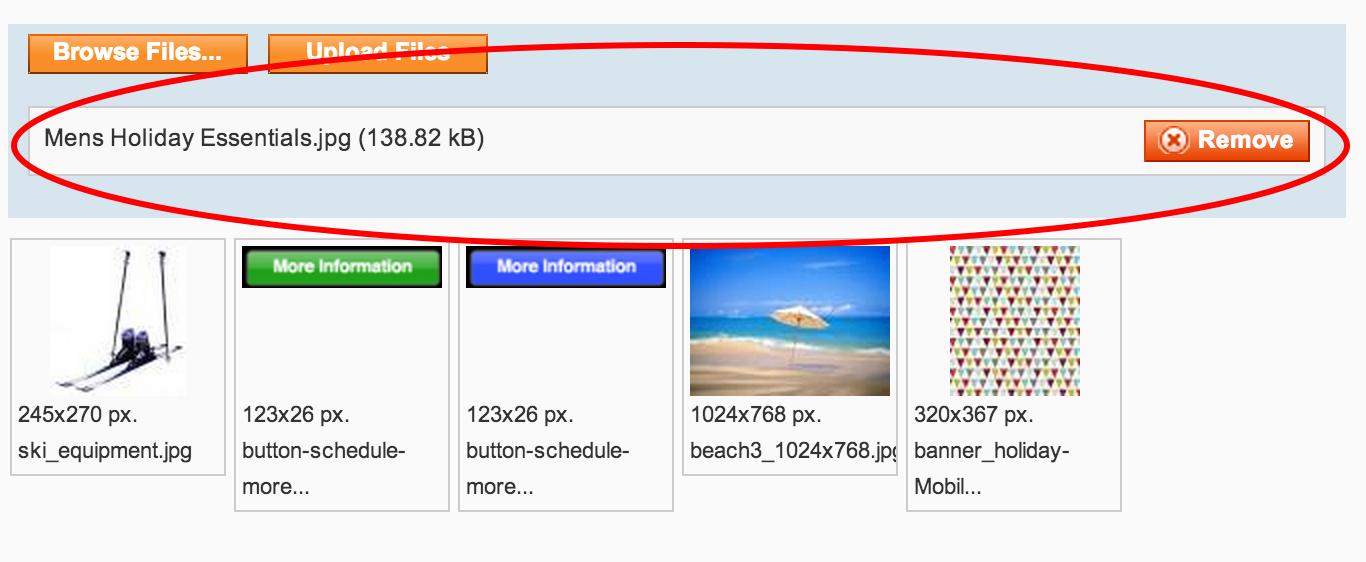 Browse Files...
Upload Files
Mens Holiday Essentials.jpg (138.82 kB)
Remove
More Information
More Information
245x270 px.
ski_equipment.jpg
123x26 px.
button-schedule-
more...
123x26 px.
button-schedule-
more...
1024x768 px.
beach3_1024x768.jpg
320x367 px.
banner_holiday-
Mobil...